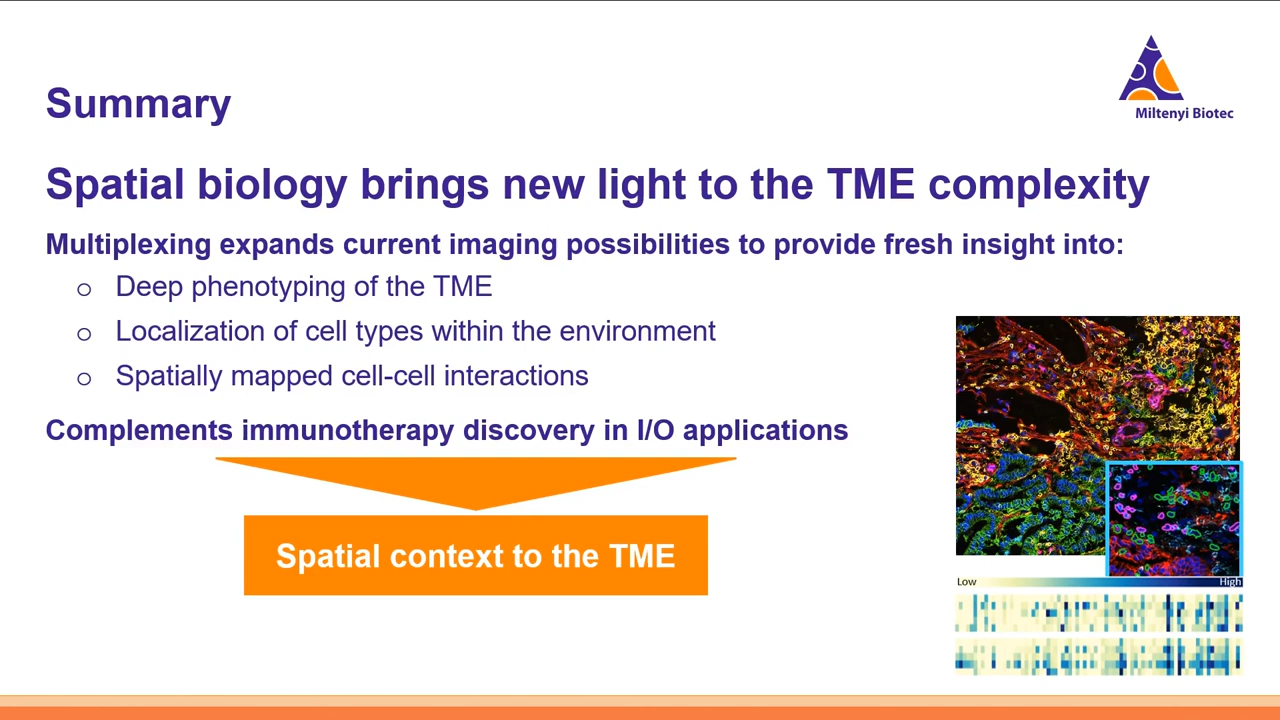 Miltenyi Biotec
Summary
Spatial biology brings new light to the TME complexity
Multiplexing expands current imaging possibilities to provide fresh insight into:
o Deep phenotyping of the TME
o Localization of cell types within the environment
o Spatially mapped cell-cell interactions
Complements immunotherapy discovery in I/O applications
Spatial context to the TME
Low High